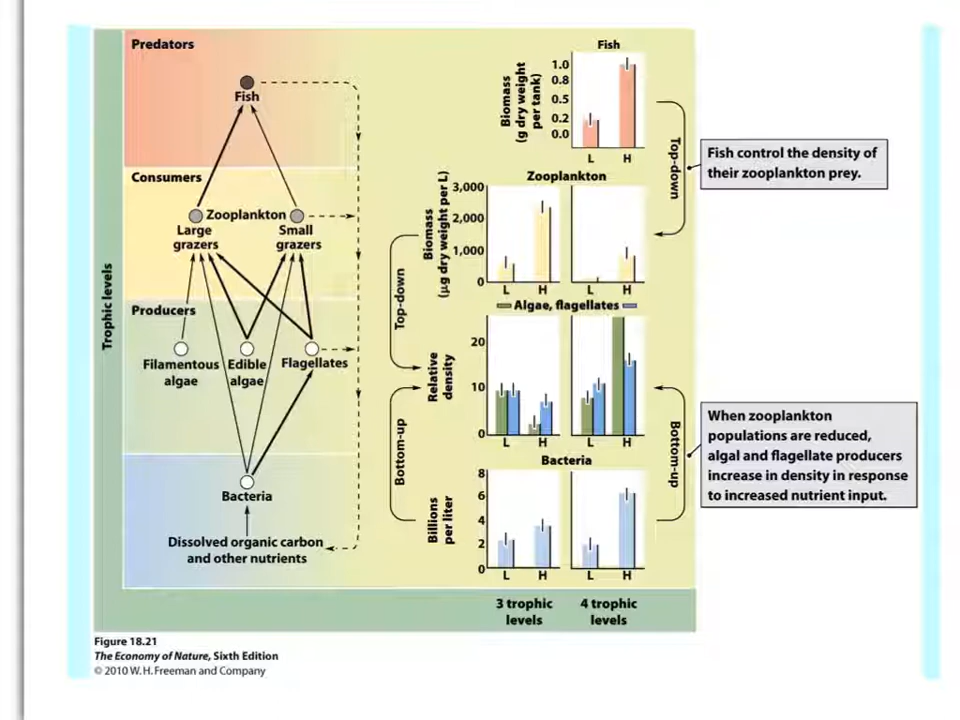 Predators
Fish
Consumers
Zooplankton
Large
grazers
Small
grazers
Trophic levels
Producers
Filamentous
algae
Edible
algae
Flagellates
Bacteria
Dissolved organic carbon
and other nutrients
Fish
Biomass
(g dry weight
per tank)
1.0
0.8
0.5
0.2
0.0
L H
Top-down
Fish control the density of
their zooplankton prey.
Zooplankton
Biomass
(µg dry weight per L)
3,000
2,000
1,000
0
L H L H
Top-down
Algae, flagellates
Relative
density
20
10
0
L H L H
Bottom-up
Bottom-up
When zooplankton
populations are reduced,
algal and flagellate producers
increase in density in response
to increased nutrient input.
Bacteria
Billions
per liter
8
6
4
2
0
L H L H
3 trophic
levels
4 trophic
levels
Figure 18.21
The Economy of Nature, Sixth Edition
© 2010 W. H. Freeman and Company